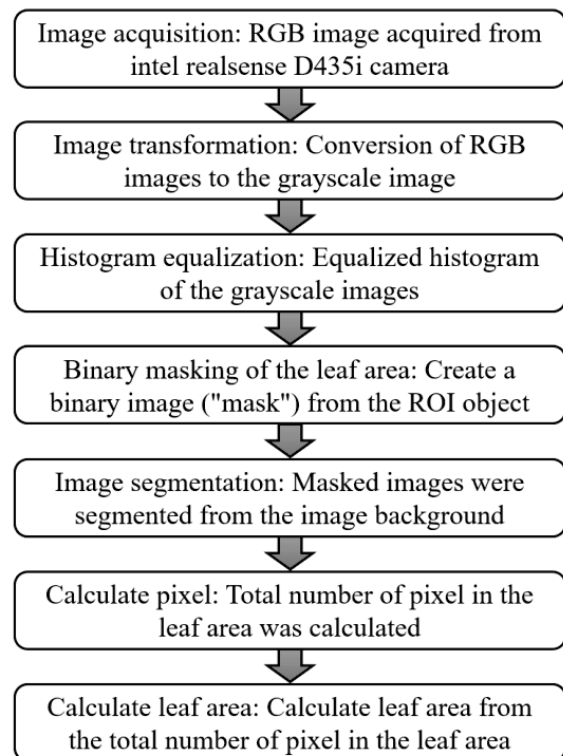 Image acquisition: RGB image acquired from
intel realsense D435i camera
Image transformation: Conversion of RGB
images to the grayscale image
Histogram equalization: Equalized histogram
of the grayscale images
Binary masking of the leaf area: Create a
binary image ("mask") from the ROI object
Image segmentation: Masked images were
segmented from the image background
Calculate pixel: Total number of pixel in the
leaf area was calculated
Calculate leaf area: Calculate leaf area from
the total number of pixel in the leaf area